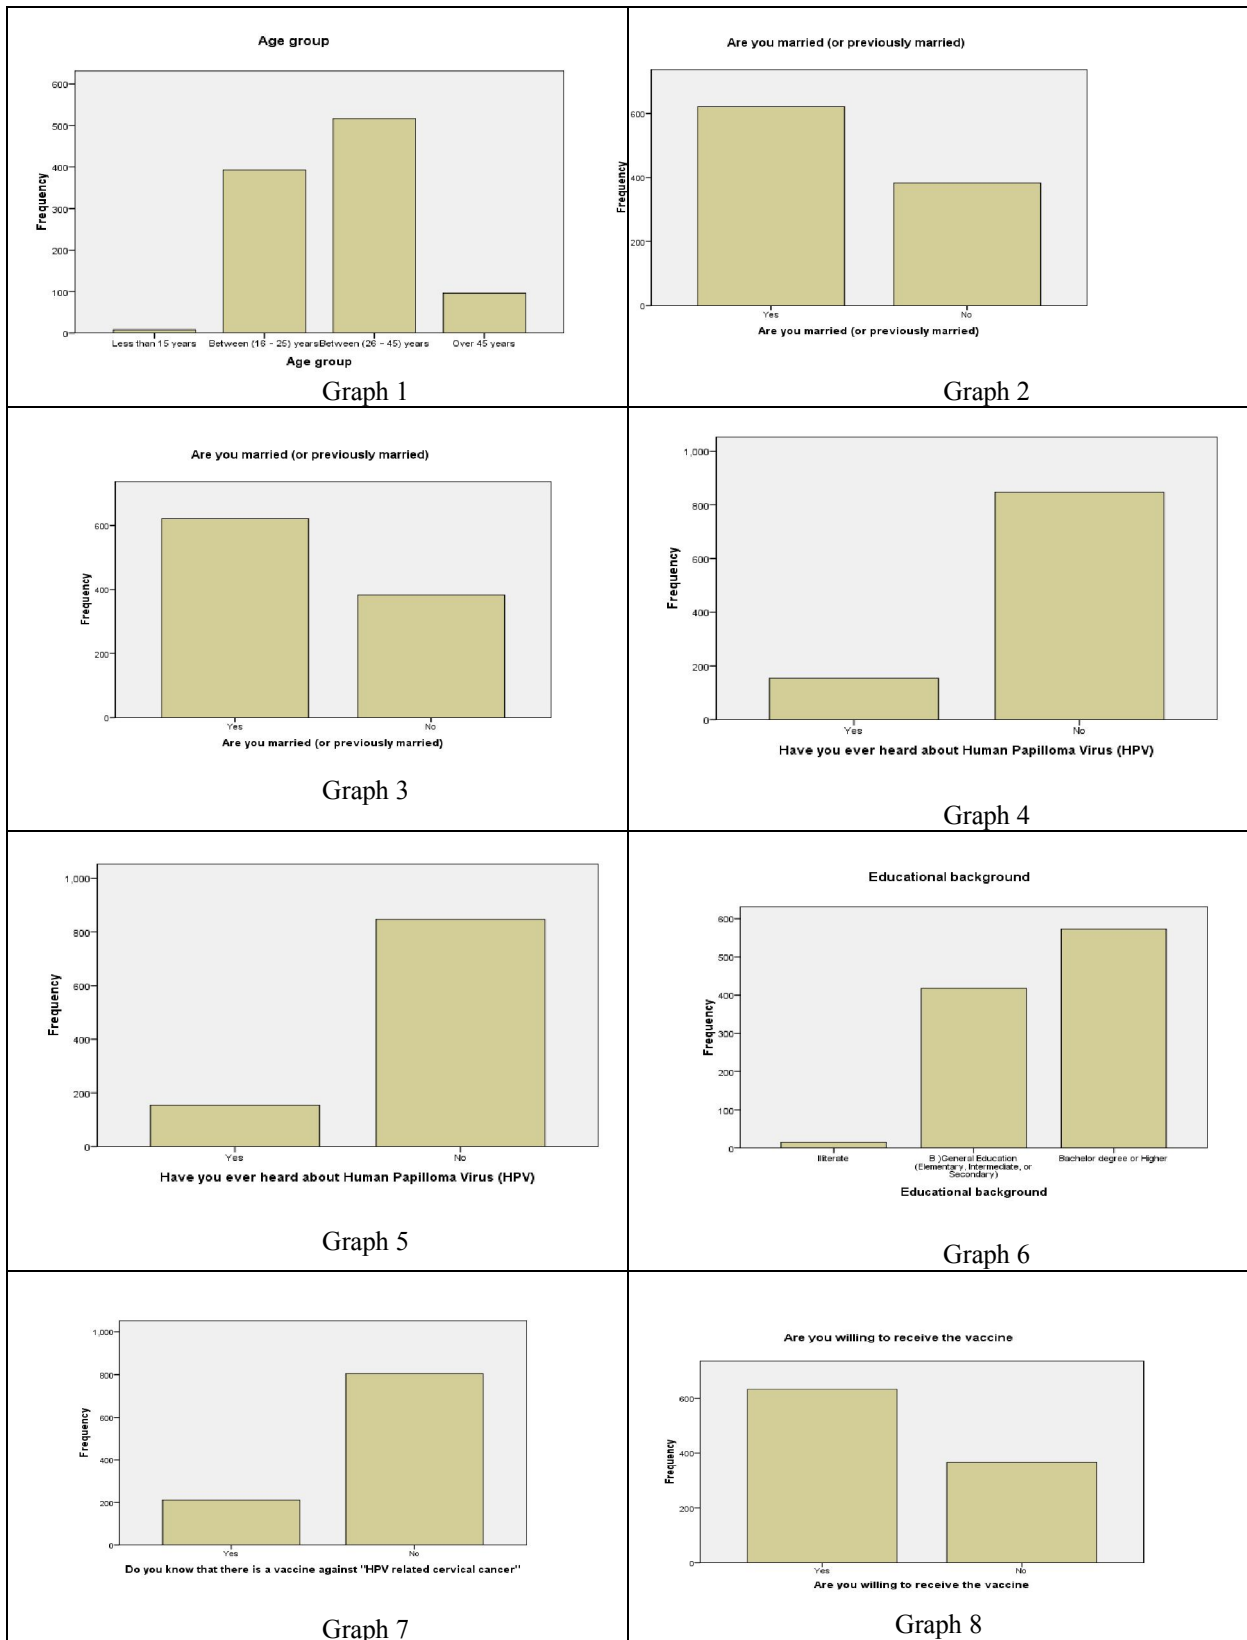 Age group
Frequency
600
500
400
300
200
100
0
Less than 15 years Between (16 - 25) years Between (26 - 45) years Over 45 years
Age group
Graph 1
Are you married (or previously married)
Frequency
600
400
200
0
Yes No
Are you married (or previously married)
Graph 2
Are you married (or previously married)
Frequency
600
400
200
0
Yes No
Are you married (or previously married)
Graph 3
Frequency
1,000
800
600
400
200
0
Yes No
Have you ever heard about Human Papilloma Virus (HPV)
Graph 4
Frequency
1,000
800
600
400
200
0
Yes No
Have you ever heard about Human Papilloma Virus (HPV)
Graph 5
Educational background
Frequency
600
500
400
300
200
100
0
Illiterate B )General Education Bachelor degree or Higher
(Elementary, Intermediate, or
Secondary)
Educational background
Graph 6
Frequency
1,000
800
600
400
200
0
Yes No
Do you know that there is a vaccine against "HPV related cervical cancer"
Graph 7
Are you willing to receive the vaccine
Frequency
600
400
200
0
Yes No
Are you willing to receive the vaccine
Graph 8